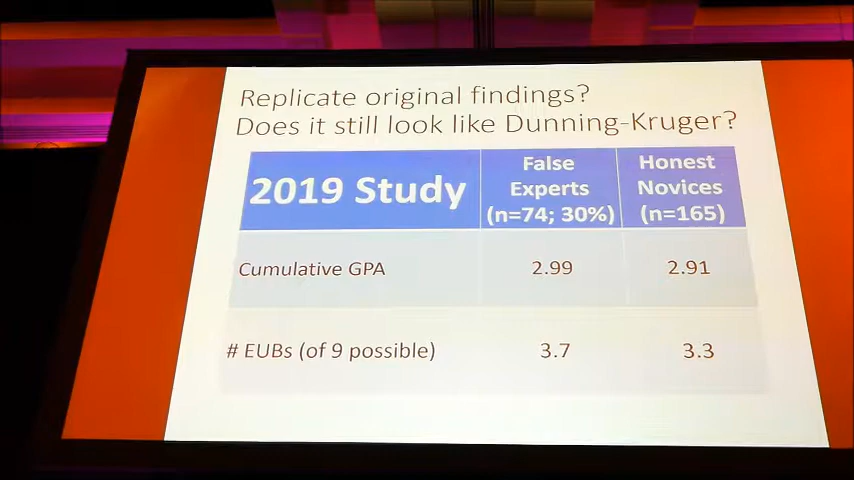 Replicate original findings?
Does it still look like Dunning-Kruger?
2019 Study
False
Experts
(n=74; 30%)
Honest
Novices
(n=165)
Cumulative GPA
2.99
2.91
# EUBs (of 9 possible)
3.7
3.3